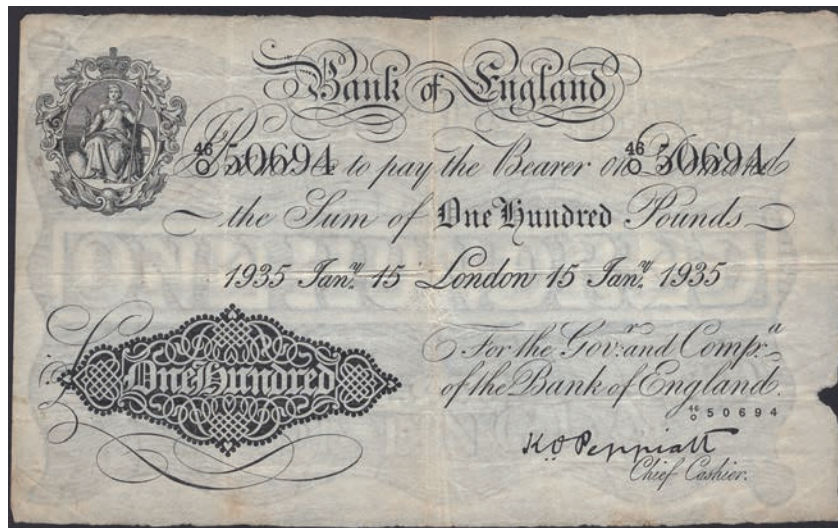 Bank of England
46/O 50694 46/O 50694
Promise to pay the Bearer on Demand
the Sum of One Hundred Pounds
1935 Jan.y 15 London 15 Jan.y 1935
For the Gov.r and Comp.a
of the Bank of England.
46/O 50694
One Hundred
K.O Peppiatt
Chief Cashier.